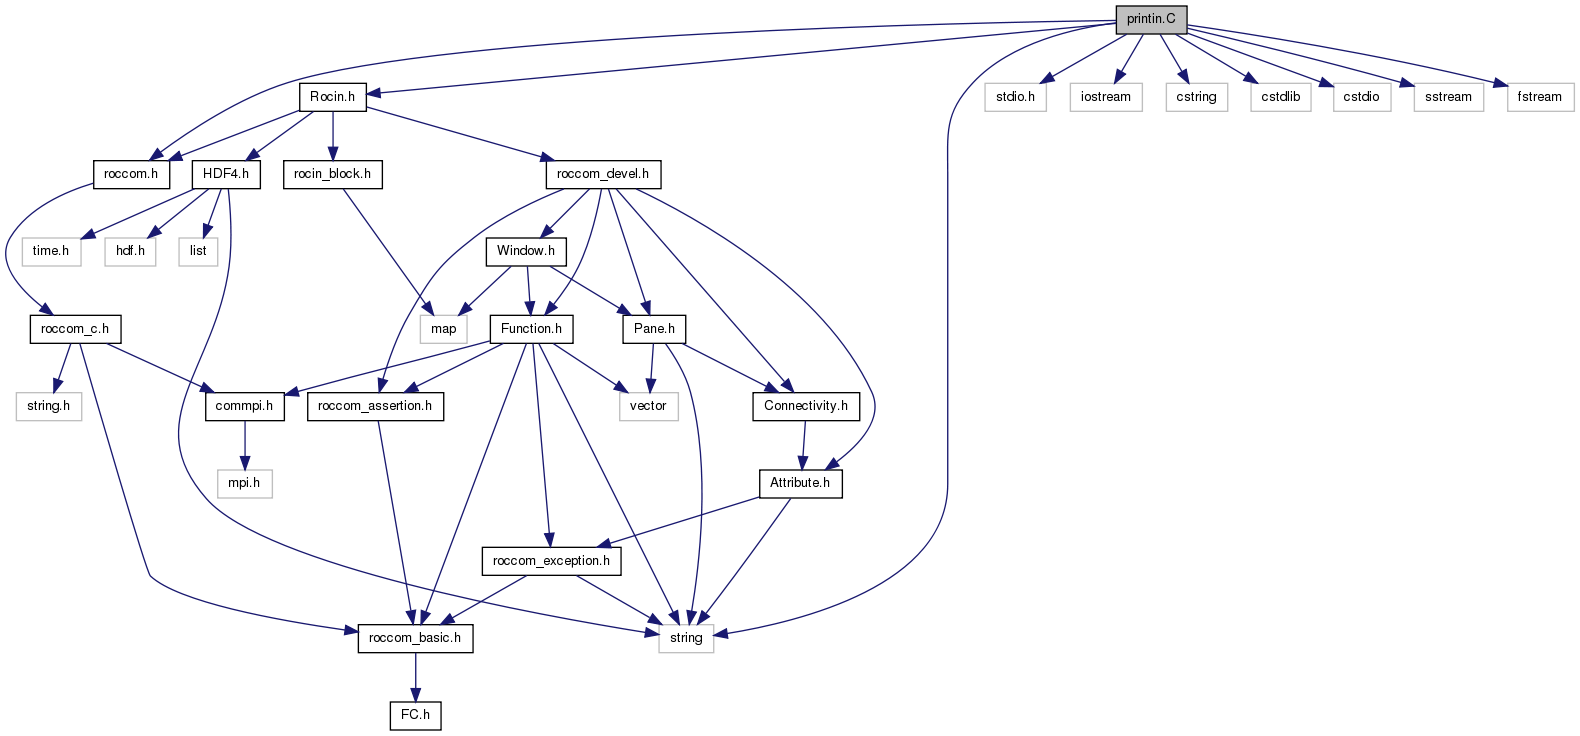 printin.C
Rocin.h
stdio.h
iostream
cstring
cstdlib
cstdio
sstream
fstream
roccom.h
HDF4.h
rocin_block.h
roccom_devel.h
time.h
hdf.h
list
Window.h
roccom_c.h
map
Function.h
Pane.h
string.h
commpi.h
roccom_assertion.h
vector
Connectivity.h
mpi.h
Attribute.h
roccom_exception.h
roccom_basic.h
string
FC.h